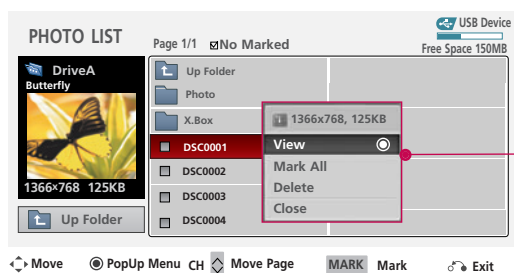 PHOTO LIST
Page 1/1 No Marked
USB Device
Free Space 150MB
DriveA
Butterfly
1366×768 125KB
Up Folder
Up Folder
Photo
X.Box
DSC0001
DSC0002
DSC0003
DSC0004
1366x768, 125KB
View
Mark All
Delete
Close
Move PopUp Menu CH Move Page MARK Mark Exit